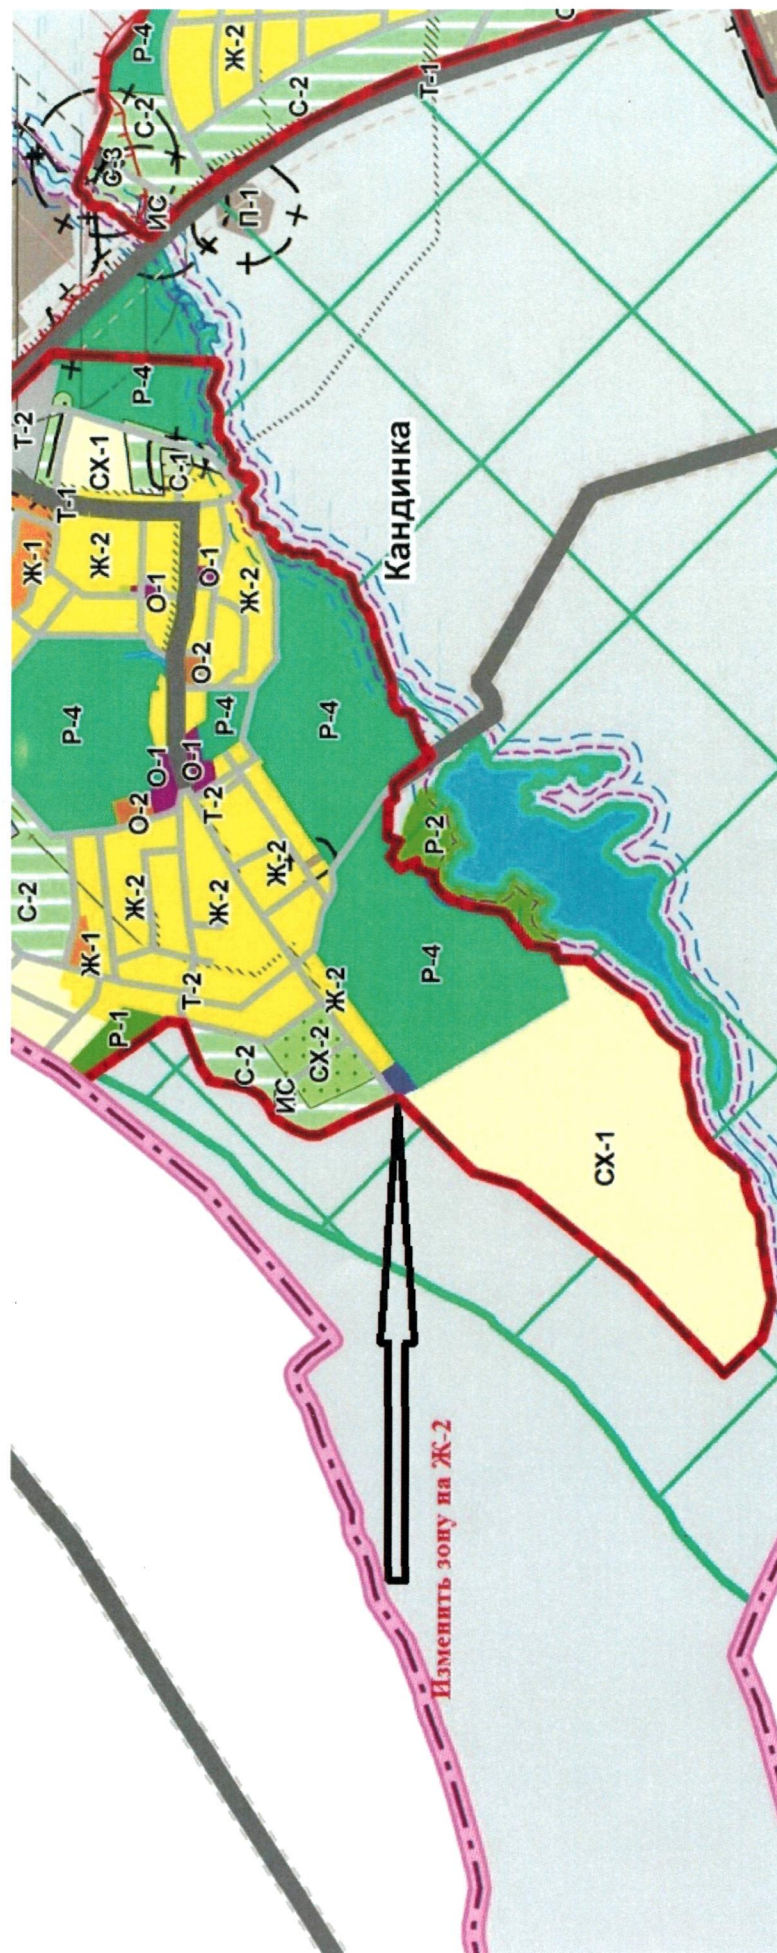 Т-2
С-2
Ж-1
Т-1
Р-4
Ж-1
Ж-2
СХ-1
С-3
Р-1
Ж-2
О-2
Р-4
С-2
Р-4
О-1
О-1
ИС
С-1
Т-2
О-1
О-2
О-1
Т-2
Ж-2
Р-4
Ж-2
С-2
Ж-2
П-1
Ж-2
ИС
С-2
СХ-2
Ж-2
Р-4
Кандинка
Р-4
Р-2
Т-1
Изменить зону на Ж-2
СХ-1